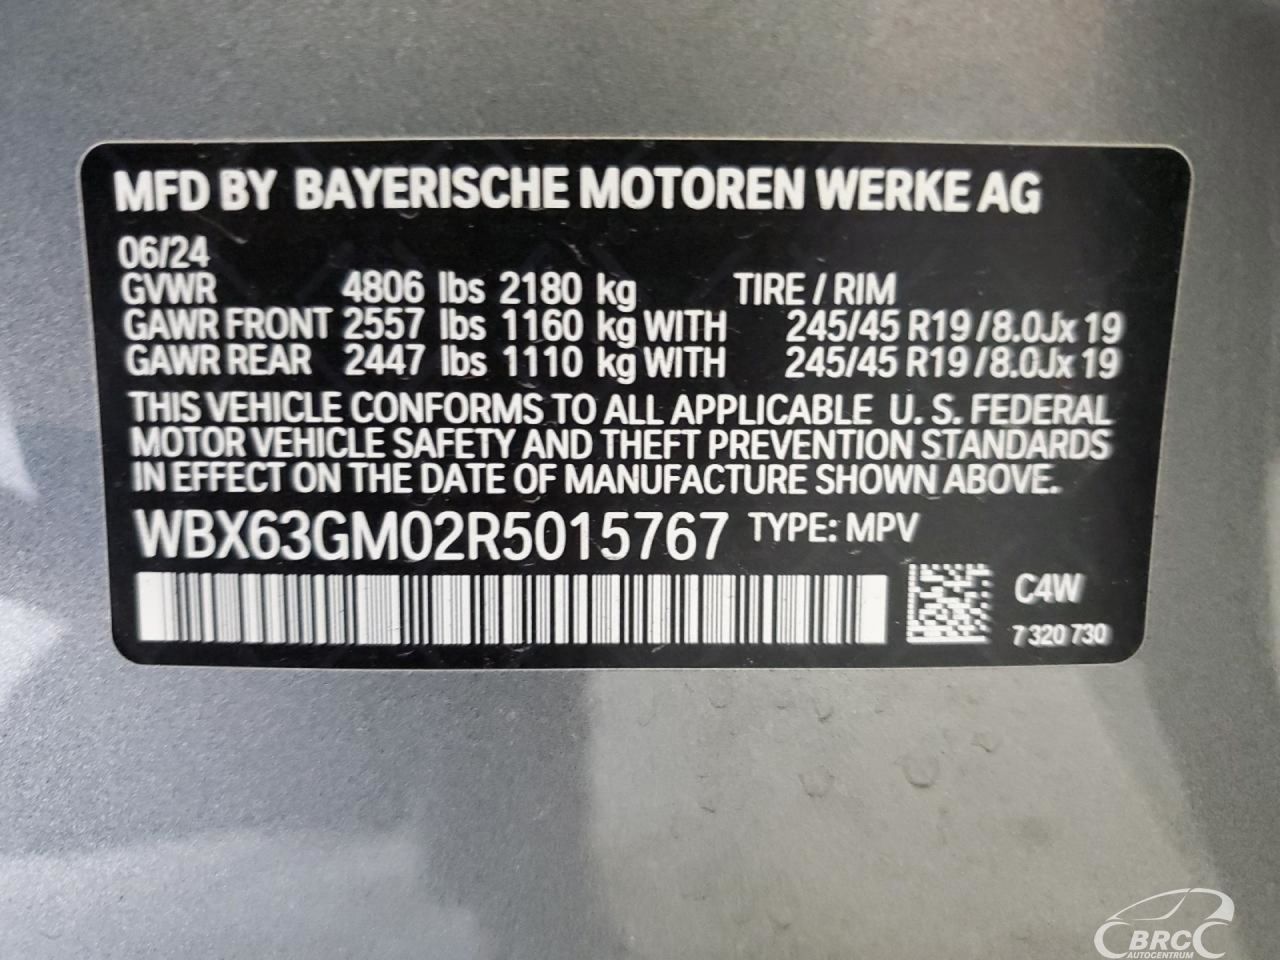 MFD BY BAYERISCHE MOTOREN WERKE AG
06/24
GVWR 4806 lbs 2180 kg TIRE / RIM
GAWR FRONT 2557 lbs 1160 kg WITH 245/45 R19 / 8.0Jx 19
GAWR REAR 2447 lbs 1110 kg WITH 245/45 R19 / 8.0Jx 19
THIS VEHICLE CONFORMS TO ALL APPLICABLE U. S. FEDERAL
MOTOR VEHICLE SAFETY AND THEFT PREVENTION STANDARDS
IN EFFECT ON THE DATE OF MANUFACTURE SHOWN ABOVE.
WBX63GM02R5015767 TYPE: MPV
C4W
7 320 730
BRC
AUTOCENTRUM